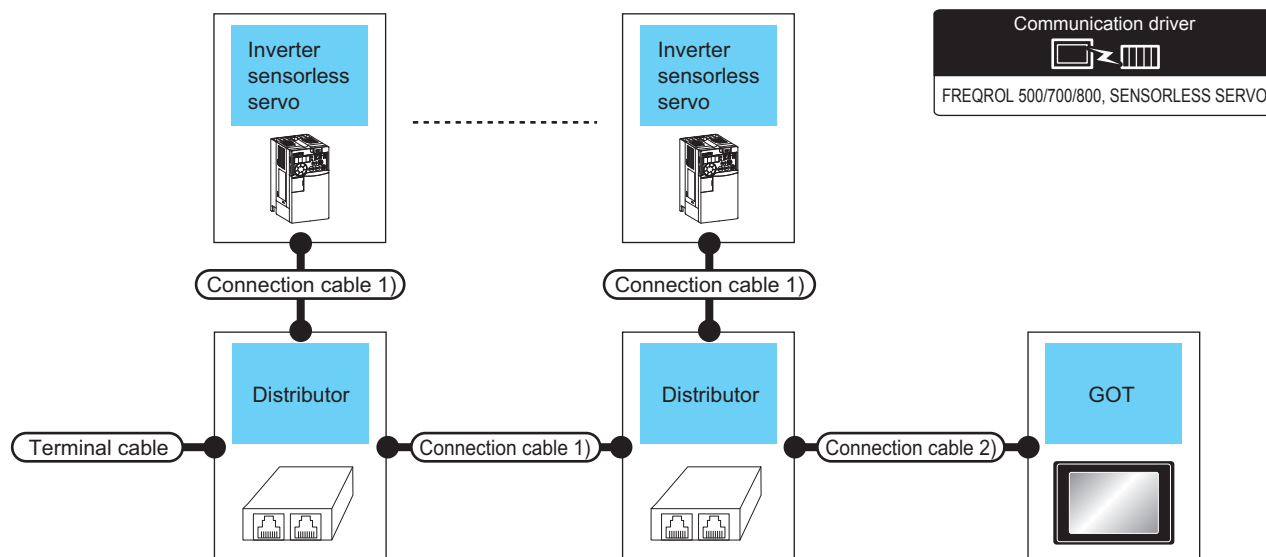 Inverter
sensorless
servo
Inverter
sensorless
servo
Communication driver
FREQROL 500/700/800, SENSORLESS SERVO
Connection cable 1)
Connection cable 1)
Distributor
Distributor
GOT
Terminal cable
Connection cable 1)
Connection cable 2)